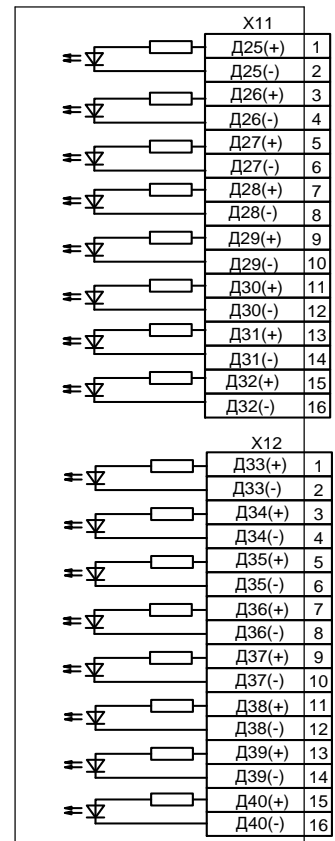 X11
Д25(+) 1
Д25(-) 2
Д26(+) 3
Д26(-) 4
Д27(+) 5
Д27(-) 6
Д28(+) 7
Д28(-) 8
Д29(+) 9
Д29(-) 10
Д30(+) 11
Д30(-) 12
Д31(+) 13
Д31(-) 14
Д32(+) 15
Д32(-) 16
X12
Д33(+) 1
Д33(-) 2
Д34(+) 3
Д34(-) 4
Д35(+) 5
Д35(-) 6
Д36(+) 7
Д36(-) 8
Д37(+) 9
Д37(-) 10
Д38(+) 11
Д38(-) 12
Д39(+) 13
Д39(-) 14
Д40(+) 15
Д40(-) 16